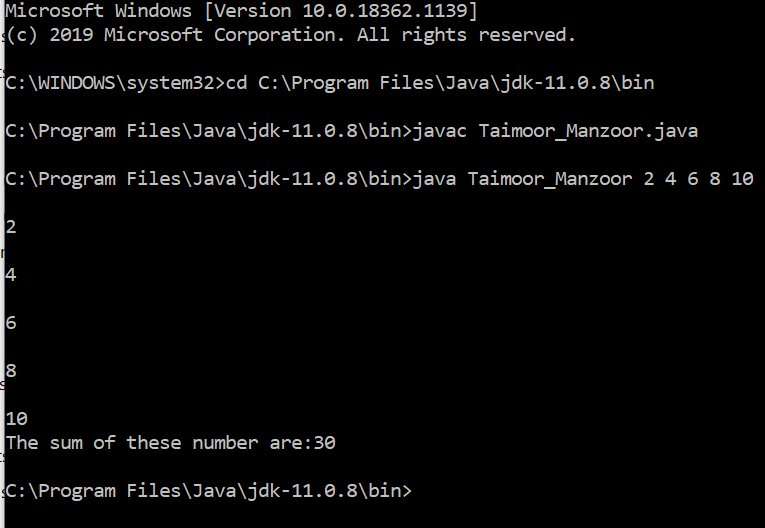 Microsoft Windows [Version 10.0.18362.1139]
(c) 2019 Microsoft Corporation. All rights reserved.
C:\WINDOWS\system32>cd C:\Program Files\Java\jdk-11.0.8\bin
C:\Program Files\Java\jdk-11.0.8\bin>javac Taimoor_Manzoor.java
C:\Program Files\Java\jdk-11.0.8\bin>java Taimoor_Manzoor 2 4 6 8 10
2
4
6
8
10
The sum of these number are:30
C:\Program Files\Java\jdk-11.0.8\bin>